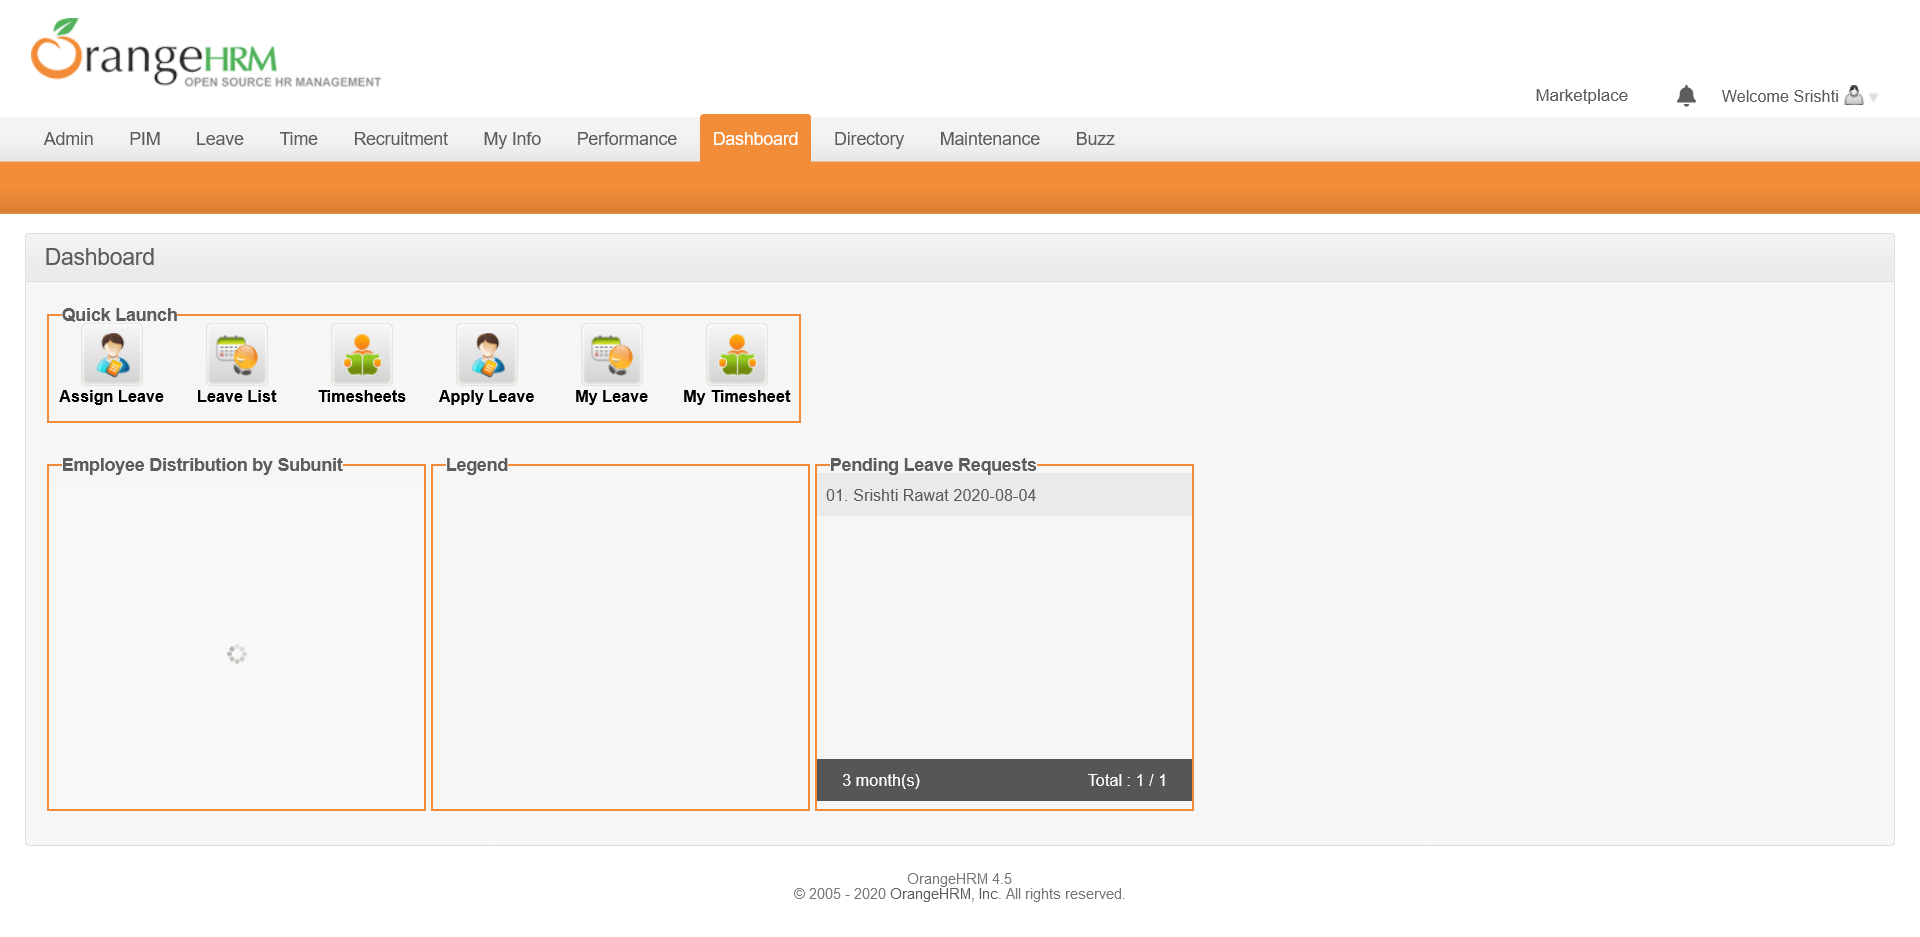 OrangeHRM
OPEN SOURCE HR MANAGEMENT
Marketplace
Welcome Srishti
Admin PIM Leave Time Recruitment My Info Performance Dashboard Directory Maintenance Buzz
Dashboard
Quick Launch
Assign Leave Leave List Timesheets Apply Leave My Leave My Timesheet
Employee Distribution by Subunit
Legend
Pending Leave Requests
01. Srishti Rawat 2020-08-04
3 month(s) Total : 1 / 1
OrangeHRM 4.5
© 2005 - 2020 OrangeHRM, Inc. All rights reserved.